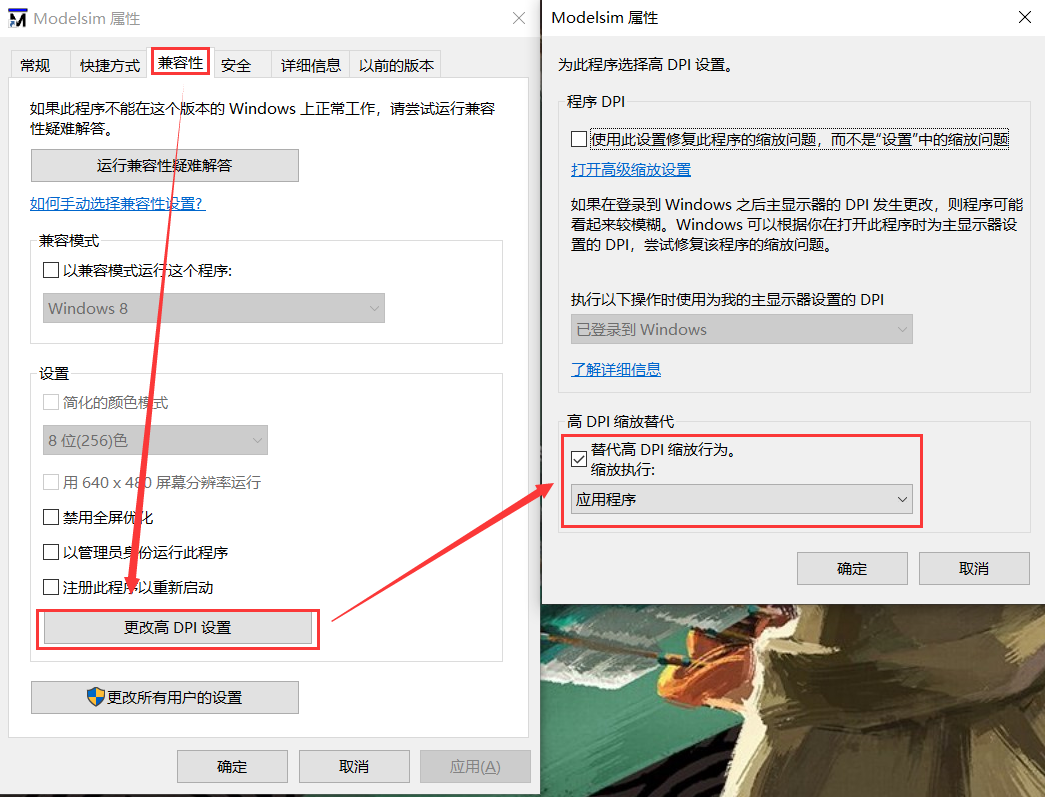 Modelsim 属性
常规
快捷方式
兼容性
安全
详细信息
以前的版本
如果此程序不能在这个版本的 Windows 上正常工作，请尝试运行兼容
性疑难解答。
运行兼容性疑难解答
如何手动选择兼容性设置?
兼容模式
以兼容模式运行这个程序:
Windows 8
设置
简化的颜色模式
8 位(256)色
用 640 x 480 屏幕分辨率运行
禁用全屏优化
以管理员身份运行此程序
注册此程序以重新启动
更改高 DPI 设置
更改所有用户的设置
确定
取消
应用(A)
Modelsim 属性
为此程序选择高 DPI 设置。
程序 DPI
使用此设置修复此程序的缩放问题，而不是“设置”中的缩放问题
打开高级缩放设置
如果在登录到 Windows 之后主显示器的 DPI 发生更改，则程序可能
看起来较模糊。Windows 可以根据你在打开此程序时为主显示器设
置的 DPI，尝试修复该程序的缩放问题。
执行以下操作时使用为我的主显示器设置的 DPI
已登录到 Windows
了解详细信息
高 DPI 缩放替代
替代高 DPI 缩放行为。
缩放执行:
应用程序
确定
取消